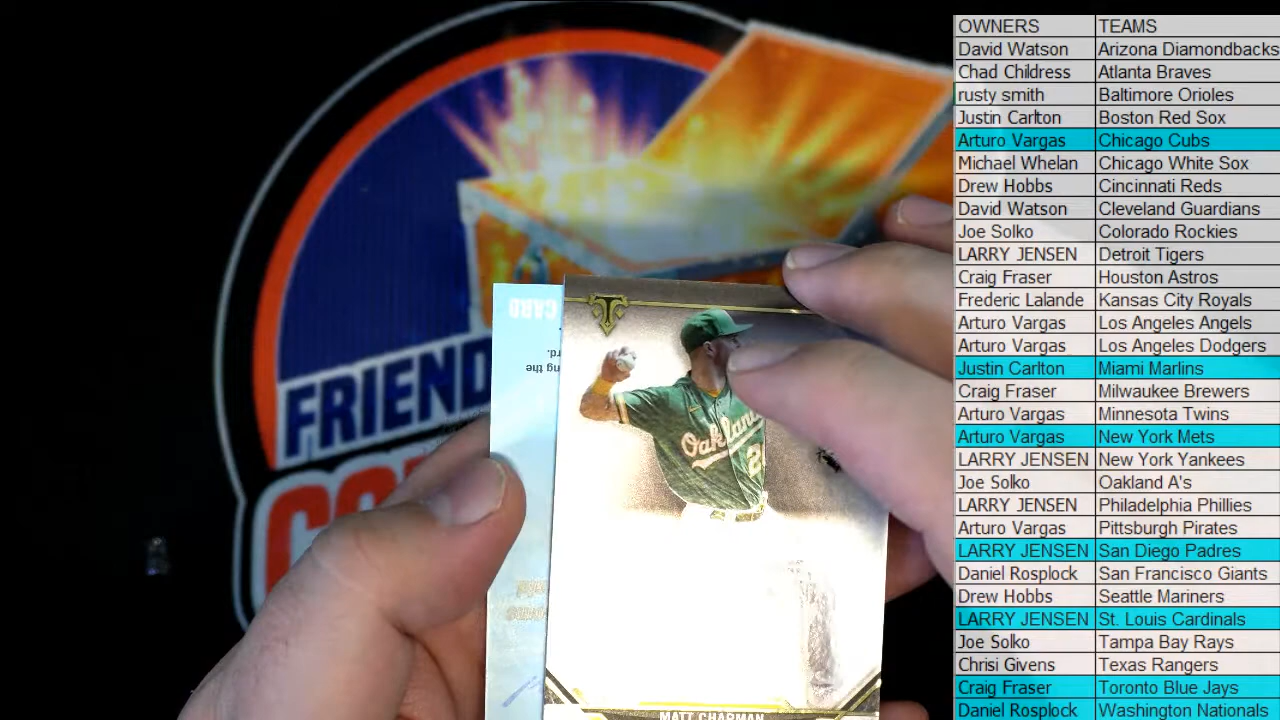 OWNERS TEAMS
David Watson Arizona Diamondbacks
Chad Childress Atlanta Braves
rusty smith Baltimore Orioles
Justin Carlton Boston Red Sox
Arturo Vargas Chicago Cubs
Michael Whelan Chicago White Sox
Drew Hobbs Cincinnati Reds
David Watson Cleveland Guardians
Joe Solko Colorado Rockies
LARRY JENSEN Detroit Tigers
Craig Fraser Houston Astros
Frederic Lalande Kansas City Royals
Arturo Vargas Los Angeles Angels
Arturo Vargas Los Angeles Dodgers
Justin Carlton Miami Marlins
Craig Fraser Milwaukee Brewers
Arturo Vargas Minnesota Twins
Arturo Vargas New York Mets
LARRY JENSEN New York Yankees
Joe Solko Oakland A's
LARRY JENSEN Philadelphia Phillies
Arturo Vargas Pittsburgh Pirates
LARRY JENSEN San Diego Padres
Daniel Rosplock San Francisco Giants
Drew Hobbs Seattle Mariners
LARRY JENSEN St. Louis Cardinals
Joe Solko Tampa Bay Rays
Chrisi Givens Texas Rangers
Craig Fraser Toronto Blue Jays
Daniel Rosplock Washington Nationals
FRIEND
CO
CARD
Oakland
2
MATT CHAPMAN